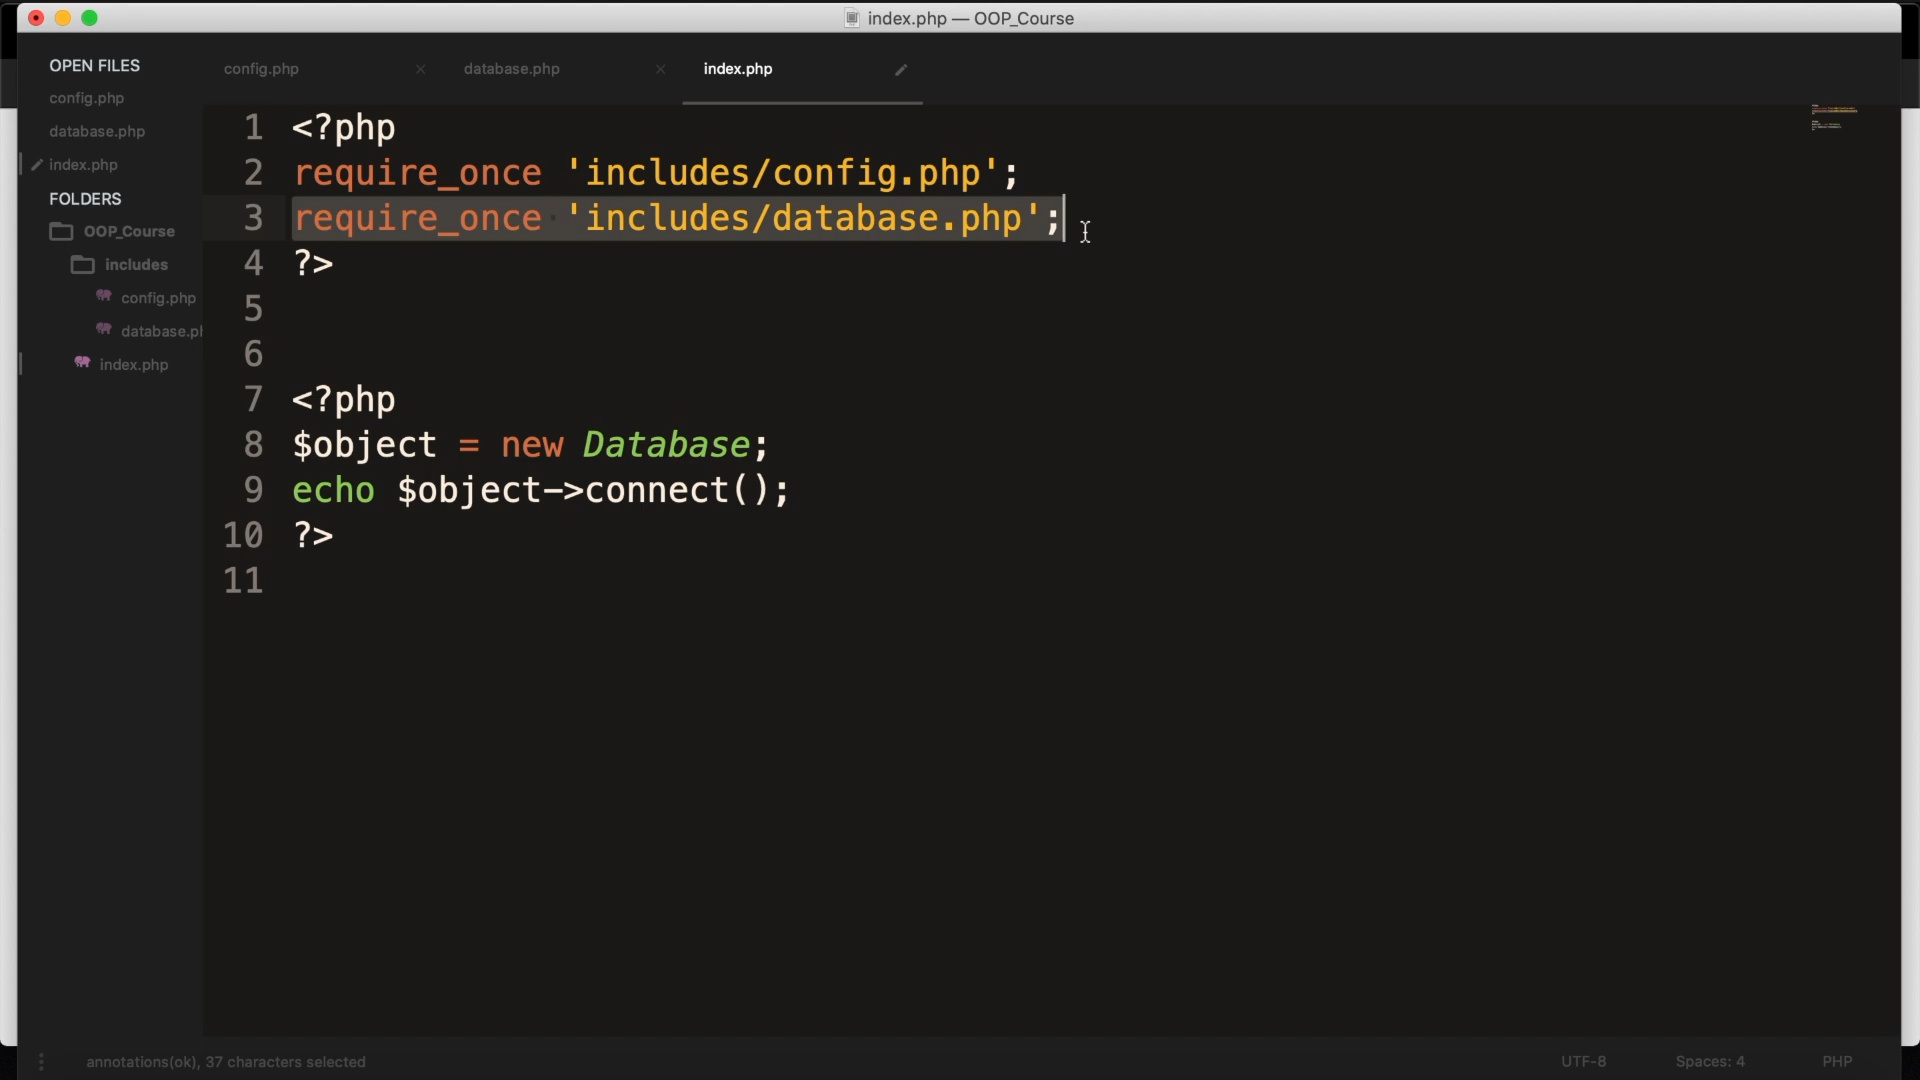 index.php — OOP_Course
OPEN FILES
config.php
database.php
index.php
FOLDERS
OOP_Course
includes
config.php
database.ph
index.php
config.php
database.php
index.php
1 <?php
2 require_once 'includes/config.php';
3 require_once 'includes/database.php';
4 ?>
5
6
7 <?php
8 $object = new Database;
9 echo $object->connect();
10 ?>
11
annotations(ok), 37 characters selected
UTF-8
Spaces: 4
PHP